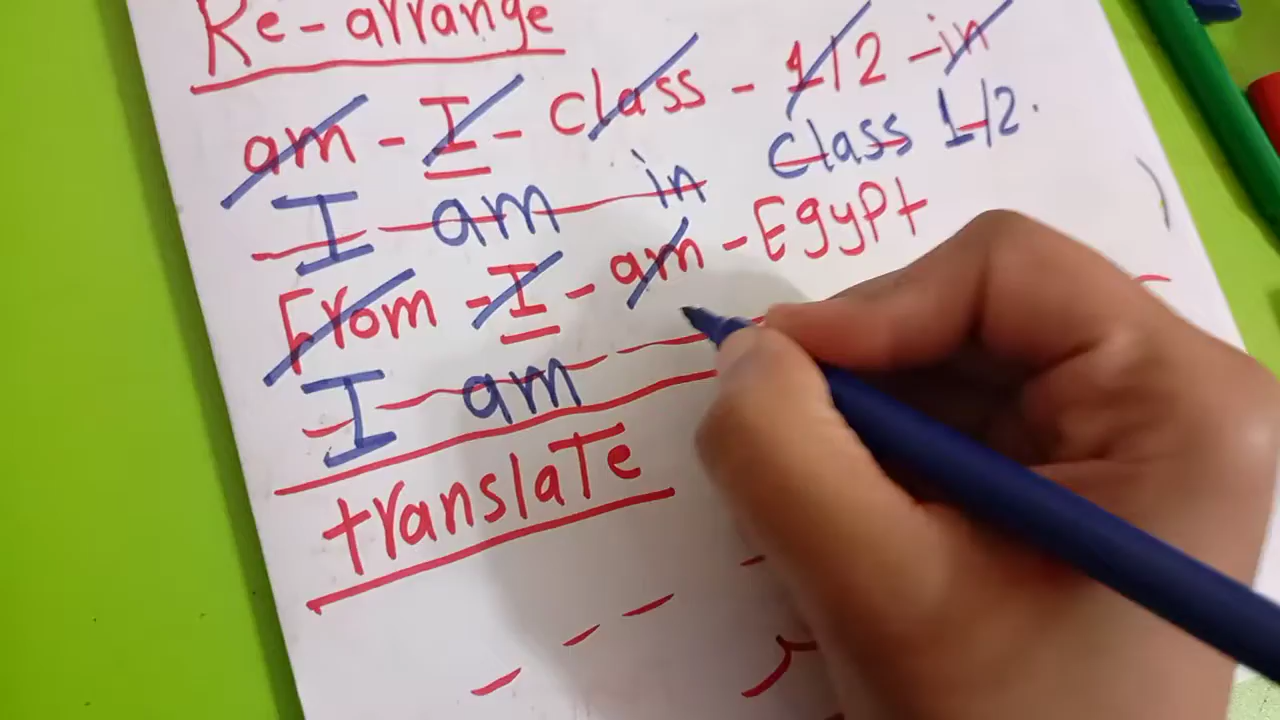 Re-arrange
am - I - class - 1/2 - in
I am in class 1/2.
From - I - am - Egypt
I am
translate